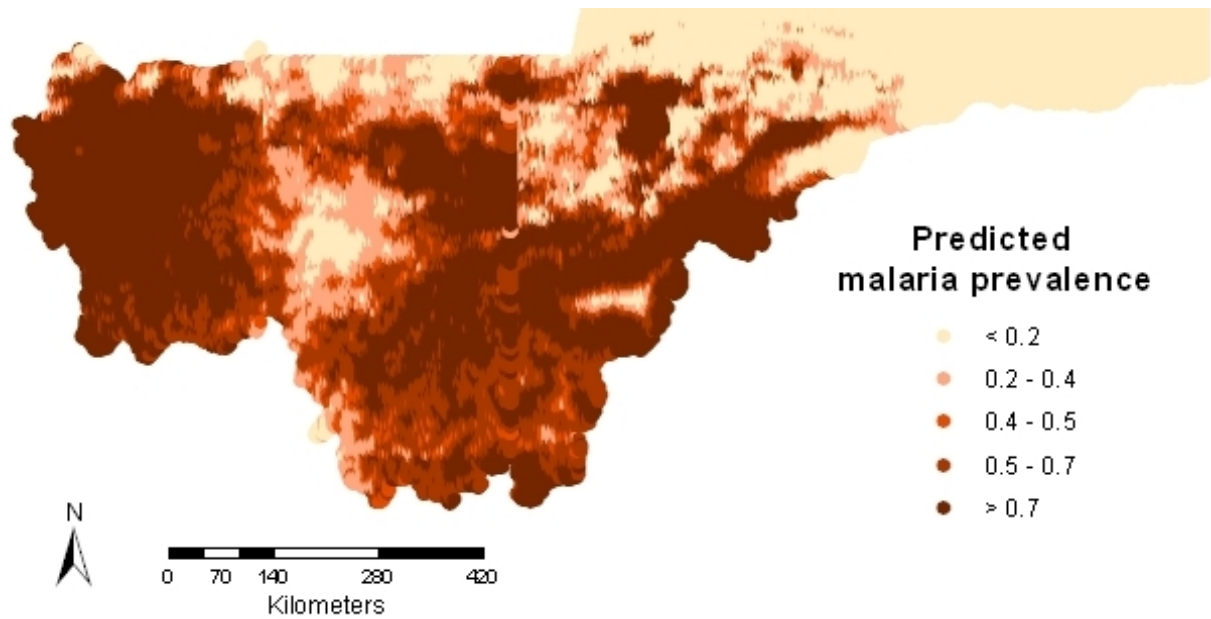 Predicted
malaria prevalence
< 0.2
0.2 - 0.4
0.4 - 0.5
0.5 - 0.7
> 0.7
N
0 70 140 280 420
Kilometers